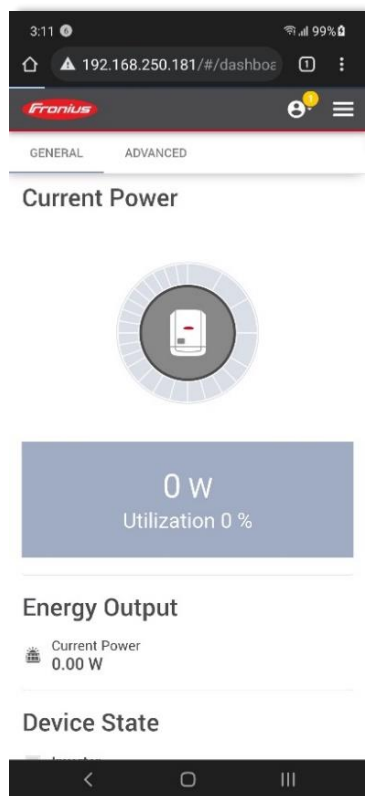 3:11
99%
192.168.250.181/#/dashboa
1
Fronius
1
GENERAL ADVANCED
Current Power
0 W
Utilization 0 %
Energy Output
Current Power
0.00 W
Device State